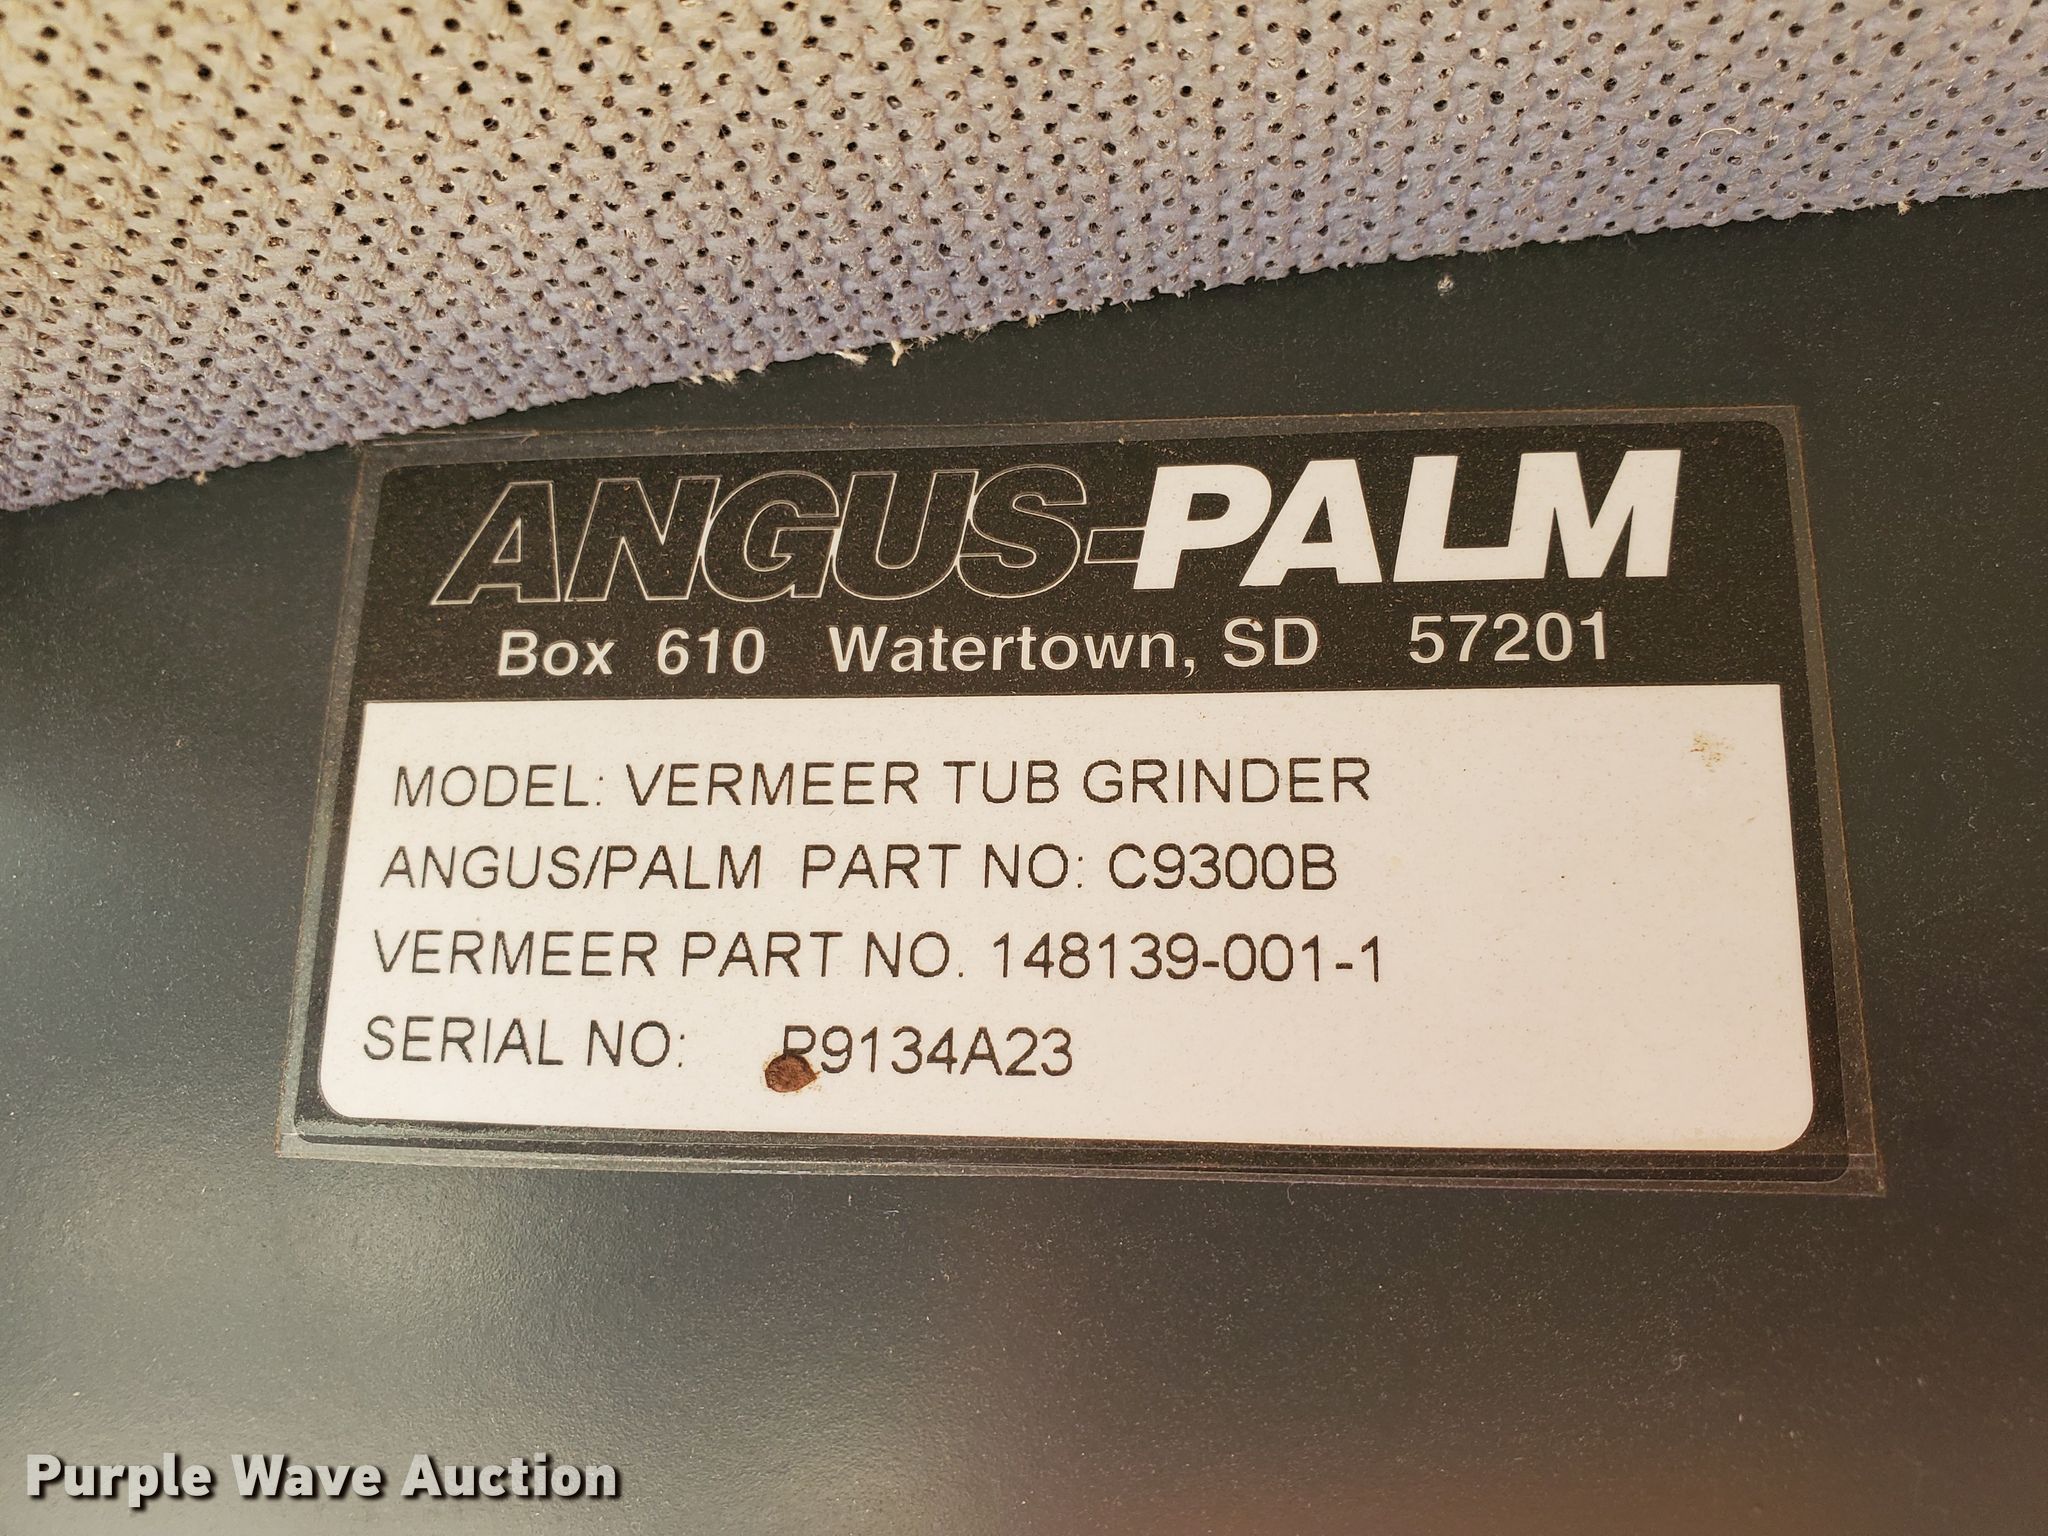 ANGUS-PALM
Box 610 Watertown, SD 57201
MODEL: VERMEER TUB GRINDER
ANGUS/PALM PART NO: C9300B
VERMEER PART NO. 148139-001-1
SERIAL NO: P9134A23
Purple Wave Auction